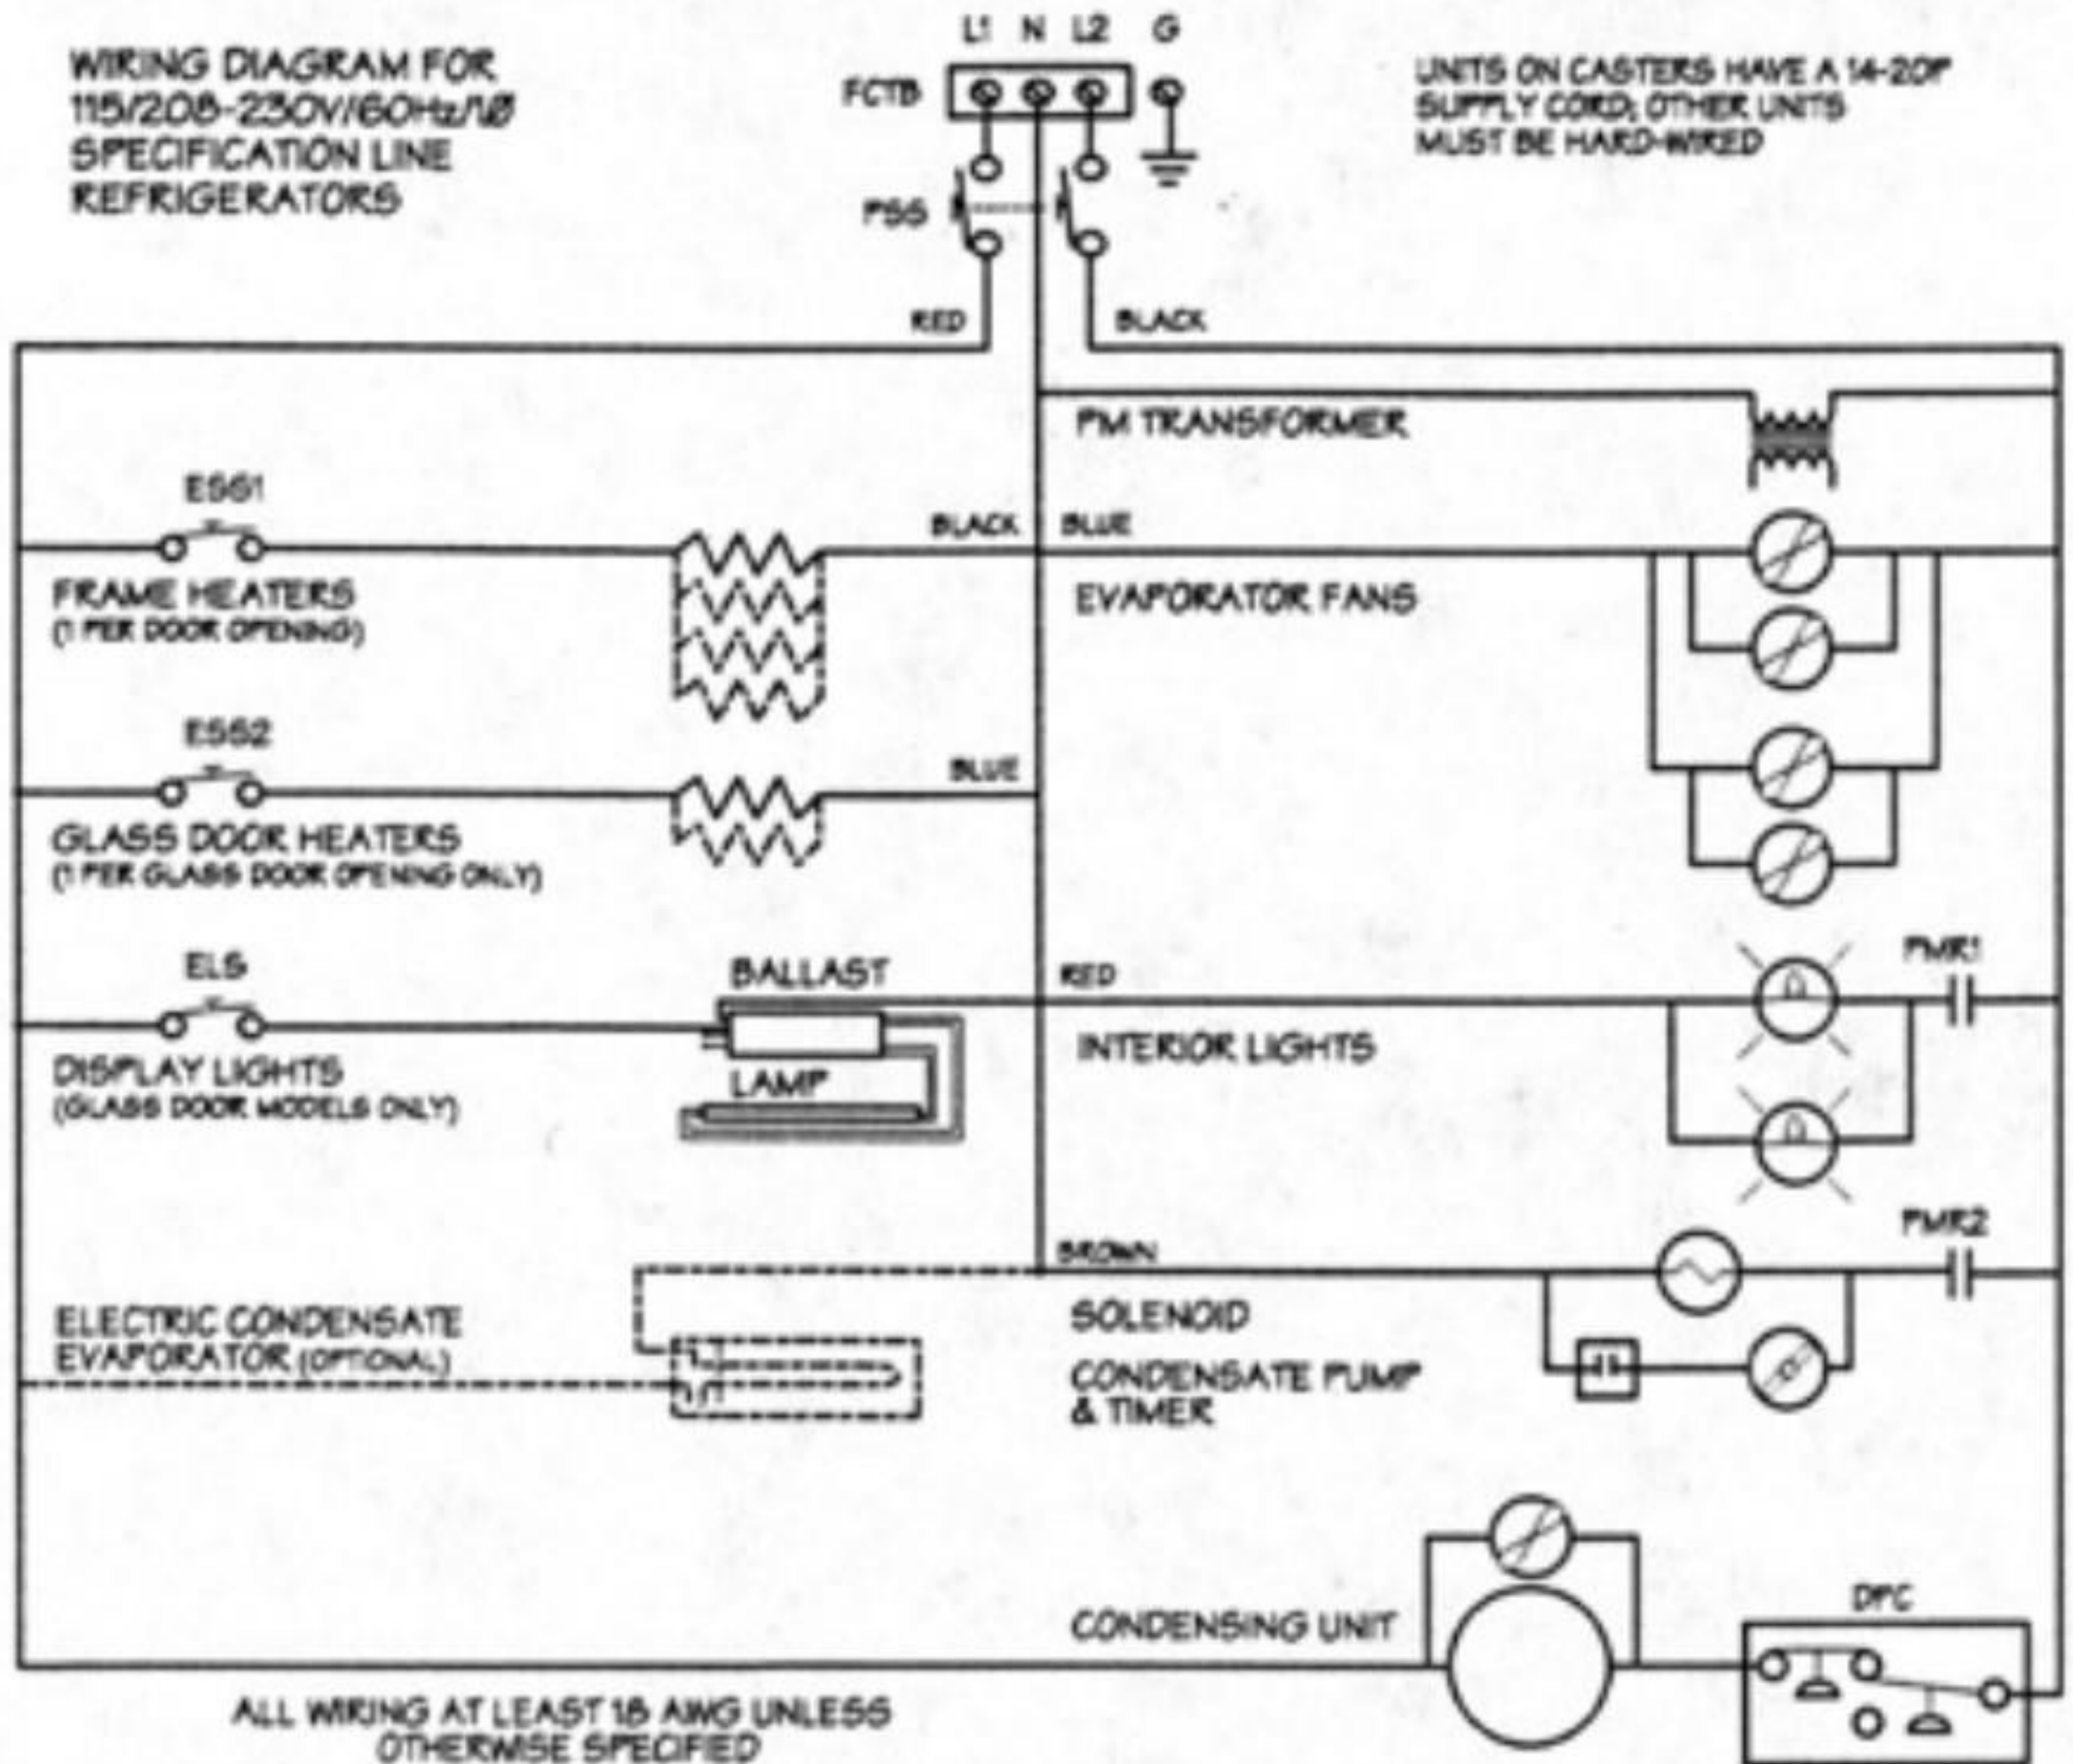 L1 N L2 G
WIRING DIAGRAM FOR
115/208-230V/60Hz/1Ø
SPECIFICATION LINE
REFRIGERATORS
FCTB
UNITS ON CASTERS HAVE A 14-20P
SUPPLY CORD; OTHER UNITS
MUST BE HARD-WIRED
PSS
RED
BLACK
PM TRANSFORMER
ESS1
BLACK
BLUE
FRAME HEATERS
(1 PER DOOR OPENING)
EVAPORATOR FANS
ESS2
BLUE
GLASS DOOR HEATERS
(1 PER GLASS DOOR OPENING ONLY)
ELS
BALLAST
RED
PMR1
INTERIOR LIGHTS
DISPLAY LIGHTS
(GLASS DOOR MODELS ONLY)
LAMP
PMR2
BROWN
ELECTRIC CONDENSATE
EVAPORATOR (OPTIONAL)
SOLENOID
CONDENSATE PUMP
& TIMER
CONDENSING UNIT
DPC
ALL WIRING AT LEAST 18 AWG UNLESS
OTHERWISE SPECIFIED